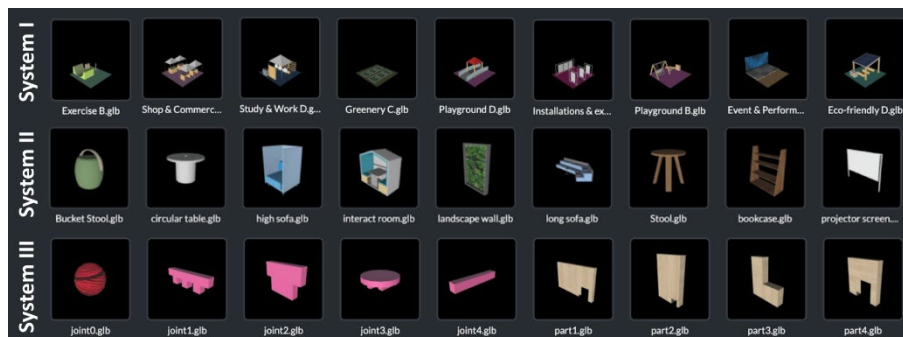 System I
Exercise B.glb
Shop & Commerc...
Study & Work D.g...
Greenery C.glb
Playground D.glb
Installations & ex...
Playground B.glb
Event & Perform...
Eco-friendly D.glb
System II
Bucket Stool.glb
circular table.glb
high sofa.glb
interact room.glb
landscape wall.glb
long sofa.glb
Stool.glb
bookcase.glb
projector screen....
System III
joint0.glb
joint1.glb
joint2.glb
joint3.glb
joint4.glb
part1.glb
part2.glb
part3.glb
part4.glb